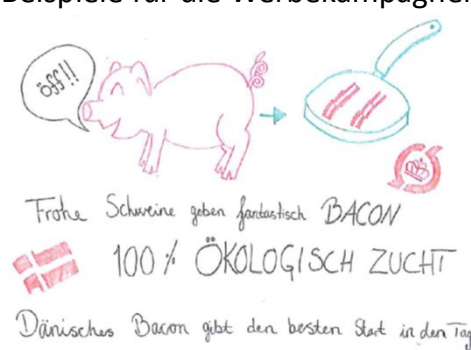 Beispiele für die Werbekampagnen
Öff!!
Frohe Schweine geben fantastisch BACON
100% ÖKOLOGISCH ZUCHT
Dänisches Bacon gibt den besten Start in den Tag